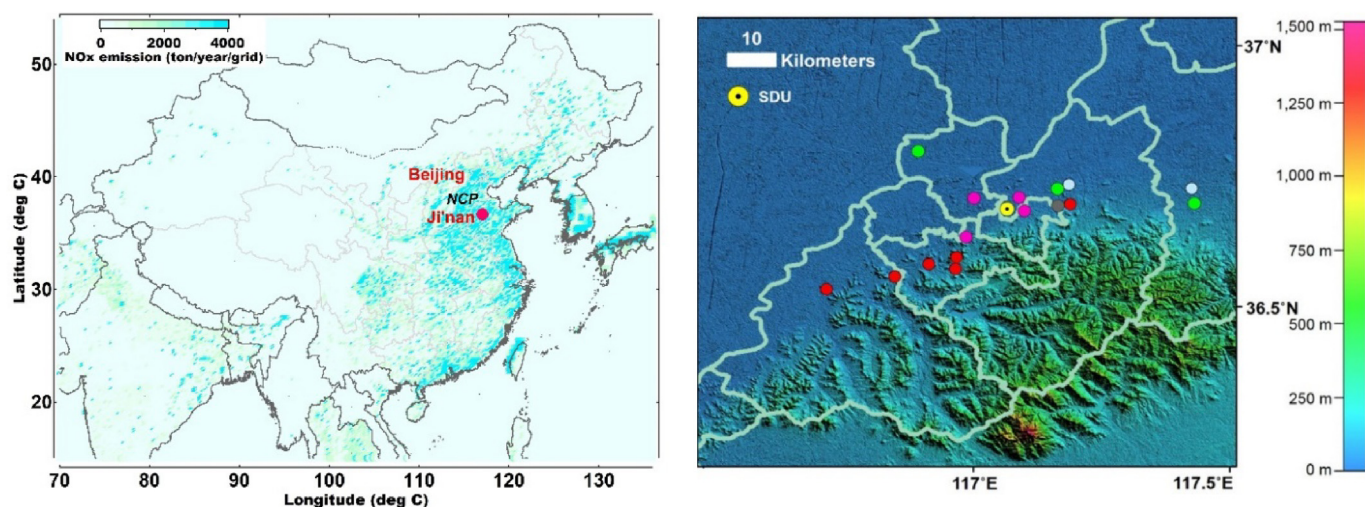 0 2000 4000
NOx emission (ton/year/grid)
50
40
30
20
Latitude (deg C)
Beijing
NCP
Ji'nan
70 80 90 100 110 120 130
Longitude (deg C)
10
Kilometers
SDU
37°N
36.5°N
117°E 117.5°E
1,500 m
1,250 m
1,000 m
750 m
500 m
250 m
0 m